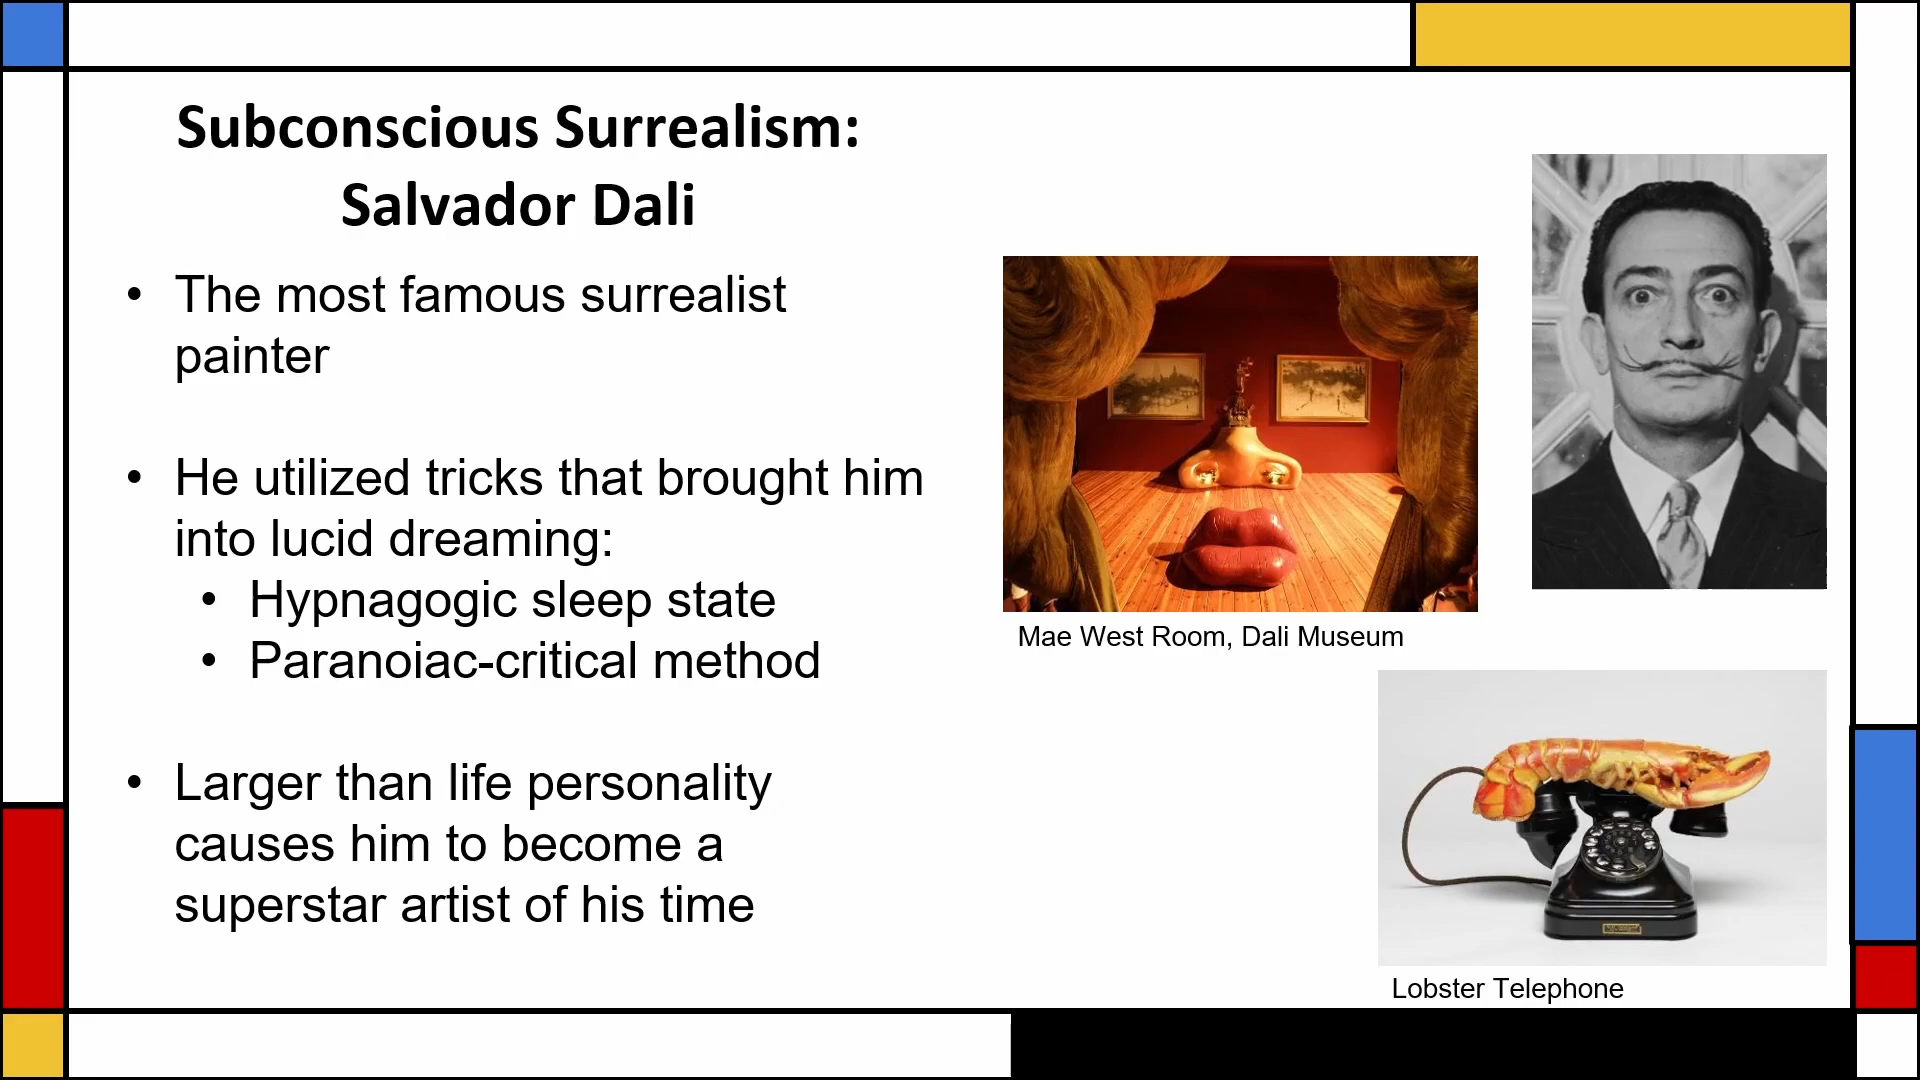 Subconscious Surrealism:
Salvador Dali
• The most famous surrealist
painter
• He utilized tricks that brought him
into lucid dreaming:
• Hypnagogic sleep state
• Paranoiac-critical method
• Larger than life personality
causes him to become a
superstar artist of his time
Mae West Room, Dali Museum
Lobster Telephone